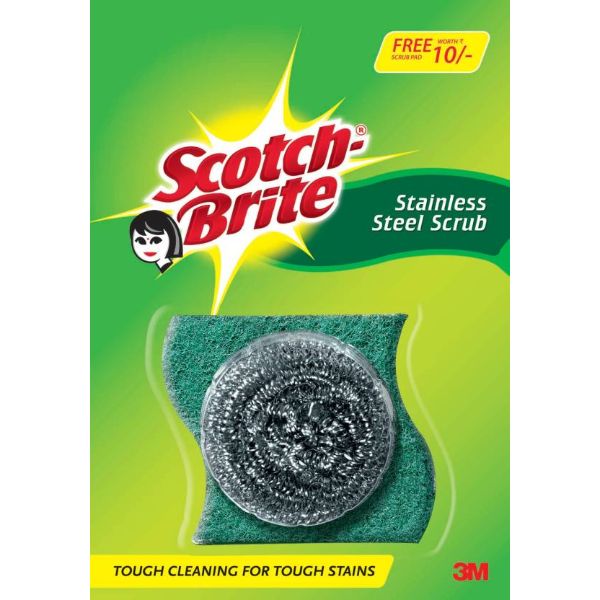 FREE WORTH ₹
SCRUB PAD 10/-
Scotch-®
Brite
Stainless
Steel Scrub
TOUGH CLEANING FOR TOUGH STAINS
3M